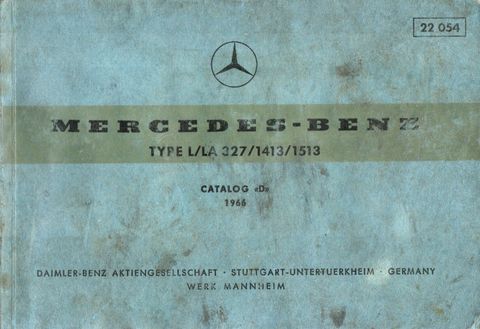 22 054
MERCEDES-BENZ
TYPE L/LA 327/1413/1513
CATALOG «D»
1966
DAIMLER-BENZ AKTIENGESELLSCHAFT · STUTTGART-UNTERTUERKHEIM · GERMANY
WERK MANNHEIM